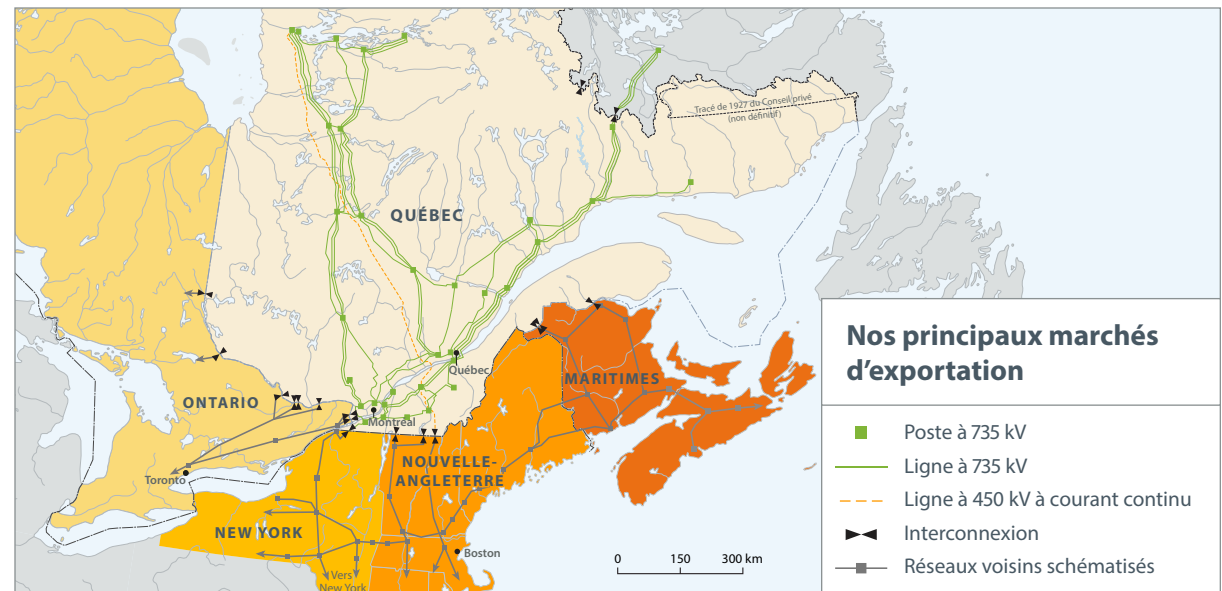 Tracé de 1927 du Conseil privé
(non définitif)
QUÉBEC
Québec
MARITIMES
ONTARIO
Montréal
NOUVELLE-
ANGLETERRE
Toronto
NEW YORK
Boston
Vers
New York
0 150 300 km
Nos principaux marchés
d’exportation
Poste à 735 kV
Ligne à 735 kV
Ligne à 450 kV à courant continu
Interconnexion
Réseaux voisins schématisés